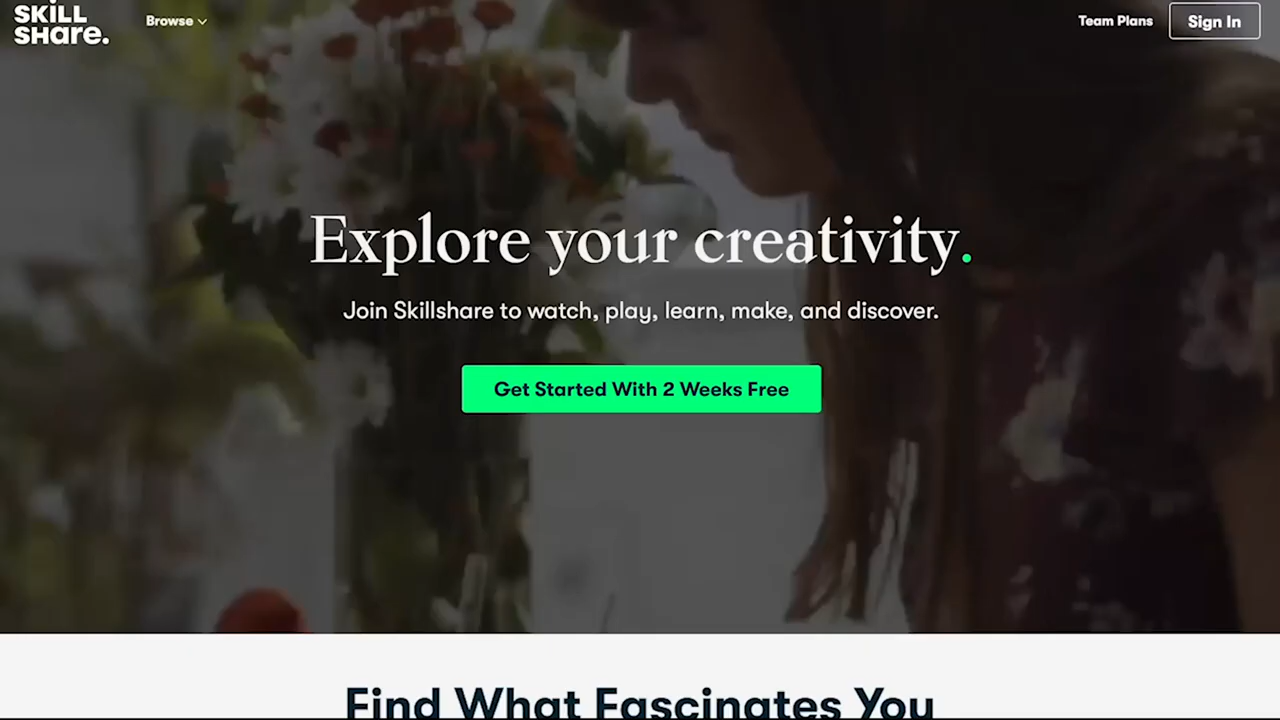 SKiLL
SHare.
Browse
Team Plans
Sign In
Explore your creativity.
Join Skillshare to watch, play, learn, make, and discover.
Get Started With 2 Weeks Free
Find What Fascinates You